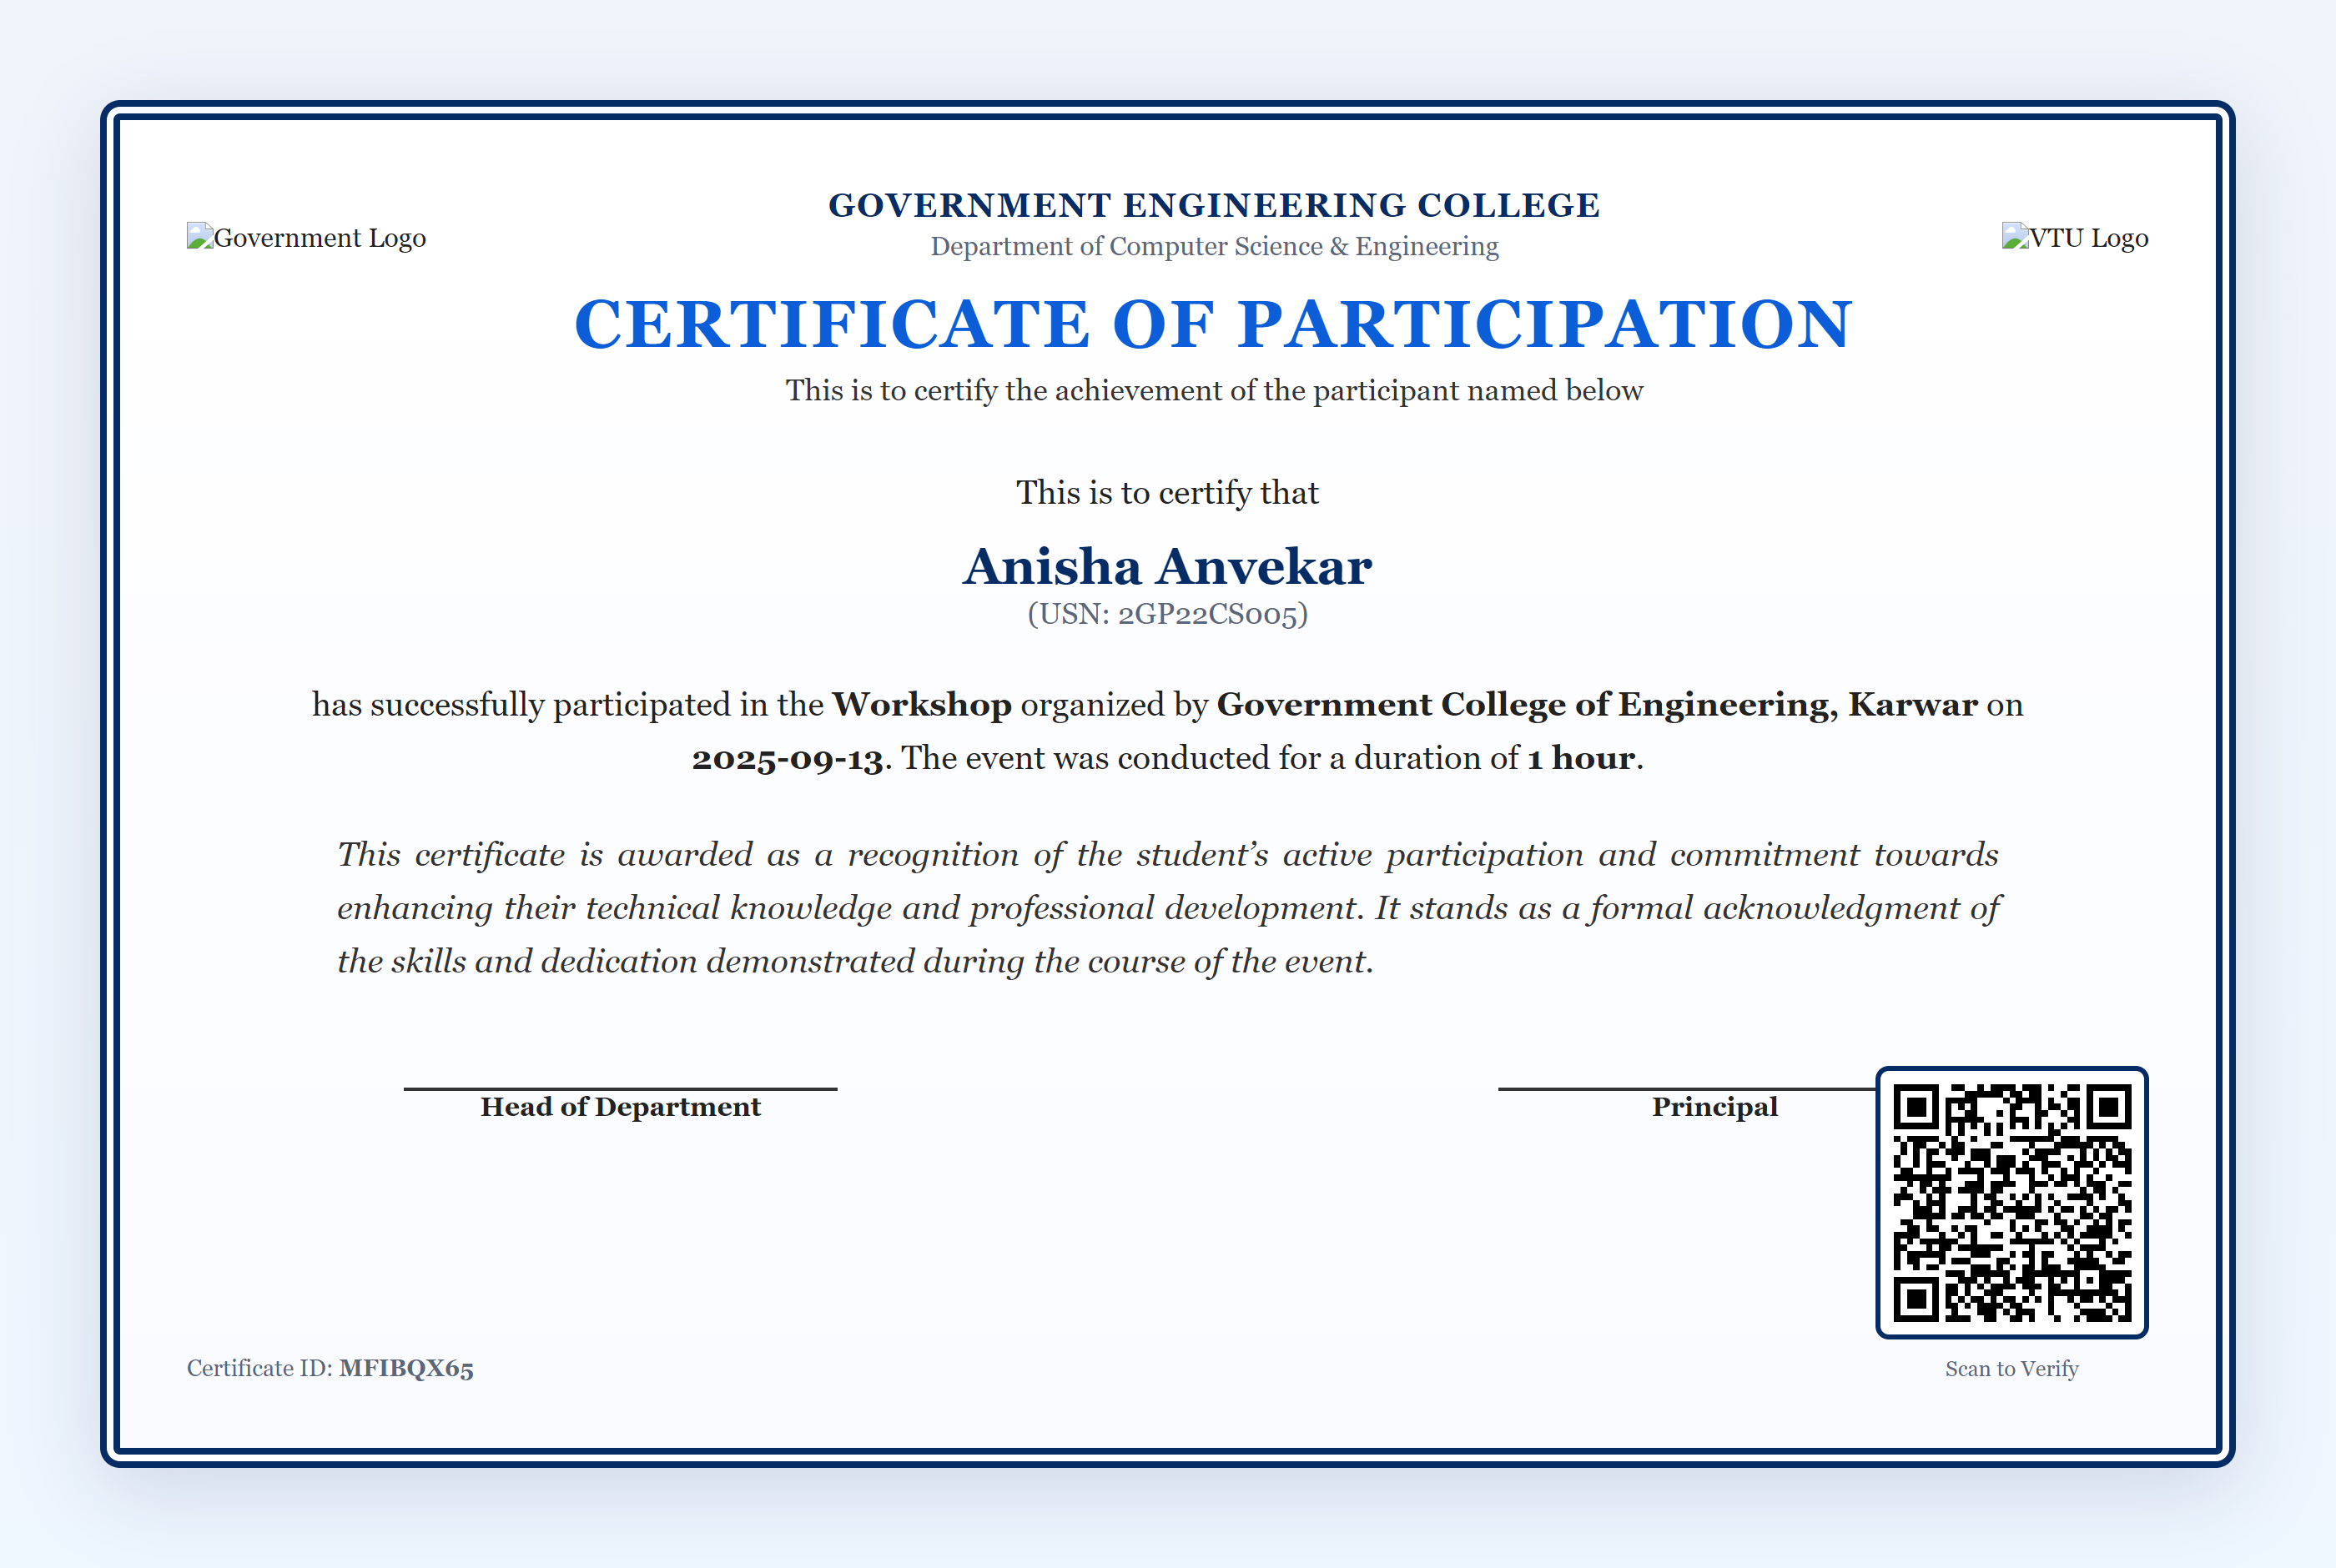 GOVERNMENT ENGINEERING COLLEGE
Government Logo
Department of Computer Science & Engineering
VTU Logo
CERTIFICATE OF PARTICIPATION
This is to certify the achievement of the participant named below
This is to certify that
Anisha Anvekar
(USN: 2GP22CS005)
has successfully participated in the Workshop organized by Government College of Engineering, Karwar on
2025-09-13. The event was conducted for a duration of 1 hour.
This certificate is awarded as a recognition of the student’s active participation and commitment towards
enhancing their technical knowledge and professional development. It stands as a formal acknowledgment of
the skills and dedication demonstrated during the course of the event.
Head of Department
Principal
Certificate ID: MFIBQX65
Scan to Verify